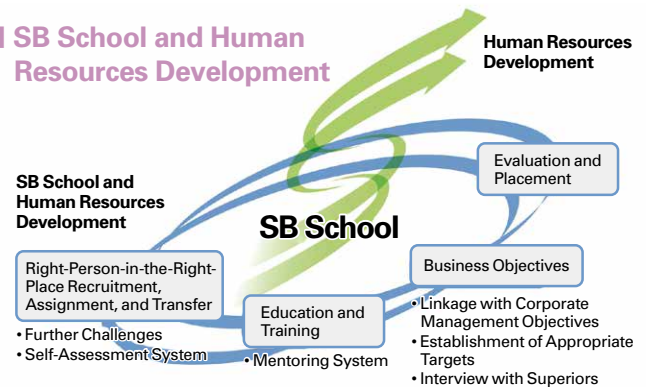 SB School and Human
Resources Development
Human Resources
Development
Evaluation and
Placement
SB School and
Human Resources
Development
SB School
Right-Person-in-the-Right-
Place Recruitment,
Assignment, and Transfer
• Further Challenges
• Self-Assessment System
Education and
Training
• Mentoring System
Business Objectives
• Linkage with Corporate
Management Objectives
• Establishment of Appropriate
Targets
• Interview with Superiors